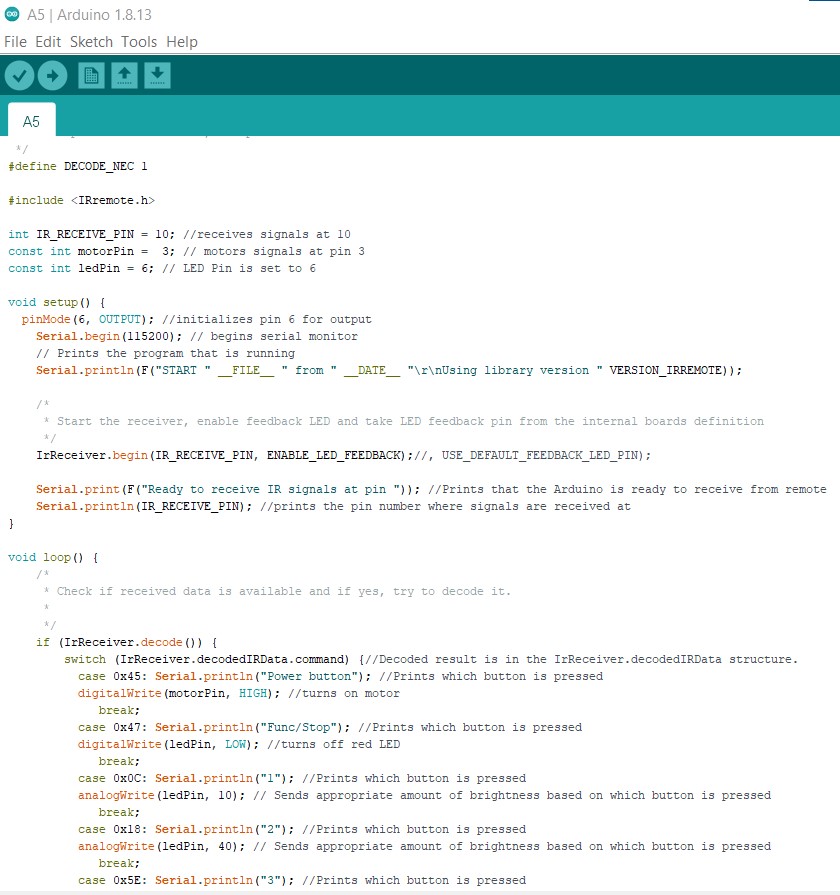 A5 | Arduino 1.8.13
File Edit Sketch Tools Help
A5
*/
#define DECODE_NEC 1
#include <IRremote.h>
int IR_RECEIVE_PIN = 10; //receives signals at 10
const int motorPin =  3; // motors signals at pin 3
const int ledPin = 6; // LED Pin is set to 6
void setup() {
pinMode(6, OUTPUT); //initializes pin 6 for output
Serial.begin(115200); // begins serial monitor
// Prints the program that is running
Serial.println(F("START " __FILE__ " from " __DATE__ "\r\nUsing library version " VERSION_IRREMOTE));
/*
* Start the receiver, enable feedback LED and take LED feedback pin from the internal boards definition
*/
IrReceiver.begin(IR_RECEIVE_PIN, ENABLE_LED_FEEDBACK);//, USE_DEFAULT_FEEDBACK_LED_PIN);
Serial.print(F("Ready to receive IR signals at pin ")); //Prints that the Arduino is ready to receive from remote
Serial.println(IR_RECEIVE_PIN); //prints the pin number where signals are received at
}
void loop() {
/*
* Check if received data is available and if yes, try to decode it.
*
*/
if (IrReceiver.decode()) {
switch (IrReceiver.decodedIRData.command) {//Decoded result is in the IrReceiver.decodedIRData structure.
case 0x45: Serial.println("Power button"); //Prints which button is pressed
digitalWrite(motorPin, HIGH); //turns on motor
break;
case 0x47: Serial.println("Func/Stop"); //Prints which button is pressed
digitalWrite(ledPin, LOW); //turns off red LED
break;
case 0x0C: Serial.println("1"); //Prints which button is pressed
analogWrite(ledPin, 10); // Sends appropriate amount of brightness based on which button is pressed
break;
case 0x18: Serial.println("2"); //Prints which button is pressed
analogWrite(ledPin, 40); // Sends appropriate amount of brightness based on which button is pressed
break;
case 0x5E: Serial.println("3"); //Prints which button is pressed